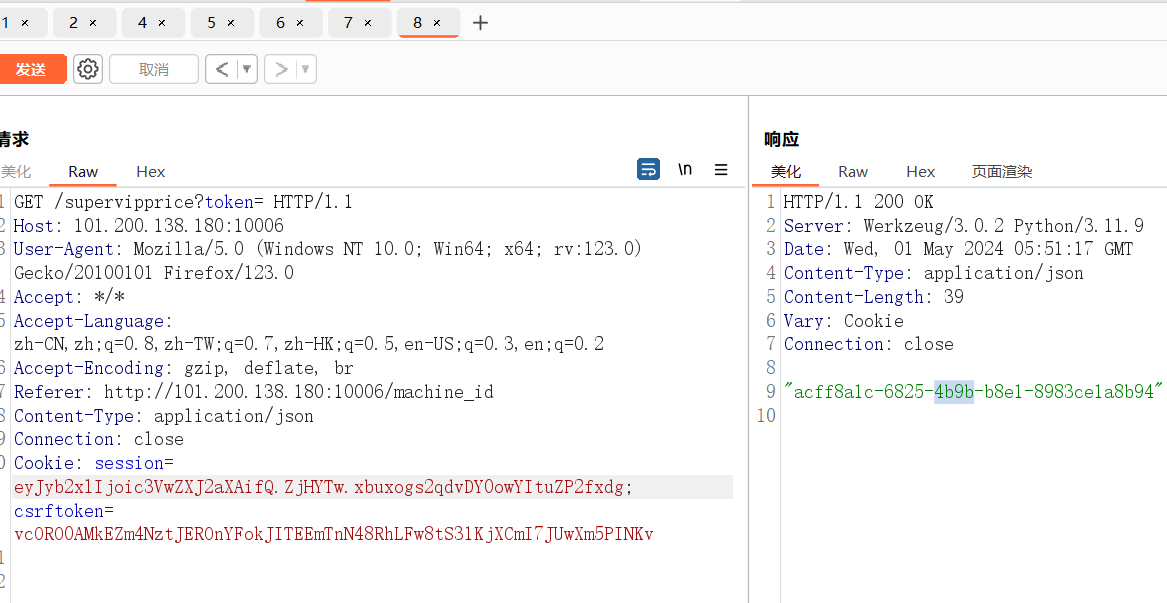 1 × 2 × 4 × 5 × 6 × 7 × 8 × +
发送 取消 < ▼ > ▼
请求
美化 Raw Hex \n
1 GET /supervipprice?token= HTTP/1.1
2 Host: 101.200.138.180:10006
3 User-Agent: Mozilla/5.0 (Windows NT 10.0; Win64; x64; rv:123.0)
Gecko/20100101 Firefox/123.0
4 Accept: */*
5 Accept-Language:
zh-CN,zh;q=0.8,zh-TW;q=0.7,zh-HK;q=0.5,en-US;q=0.3,en;q=0.2
6 Accept-Encoding: gzip, deflate, br
7 Referer: http://101.200.138.180:10006/machine_id
8 Content-Type: application/json
9 Connection: close
0 Cookie: session=
eyJyb2xlIjoic3VwZXJ2aXAifQ.ZjHYTw.xbuxogs2qdvDY0owYItuZP2fxdg;
csrftoken=
vc0RO0AMkEZm4NztJER0nYFokJITEEmTnN48RhLFw8tS31KjXCmI7JUwXm5PINKv
1
2
响应
美化 Raw Hex 页面渲染
1 HTTP/1.1 200 OK
2 Server: Werkzeug/3.0.2 Python/3.11.9
3 Date: Wed, 01 May 2024 05:51:17 GMT
4 Content-Type: application/json
5 Content-Length: 39
6 Vary: Cookie
7 Connection: close
8
9 "acff8a1c-6825-4b9b-b8e1-8983ce1a8b94"
10